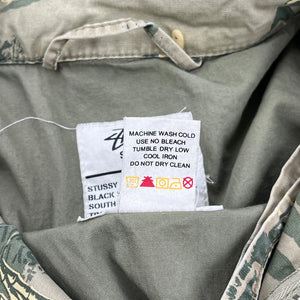 S
STUSSY
BLACK
SOUTH
MACHINE WASH COLD
USE NO BLEACH
TUMBLE DRY LOW
COOL IRON
DO NOT DRY CLEAN